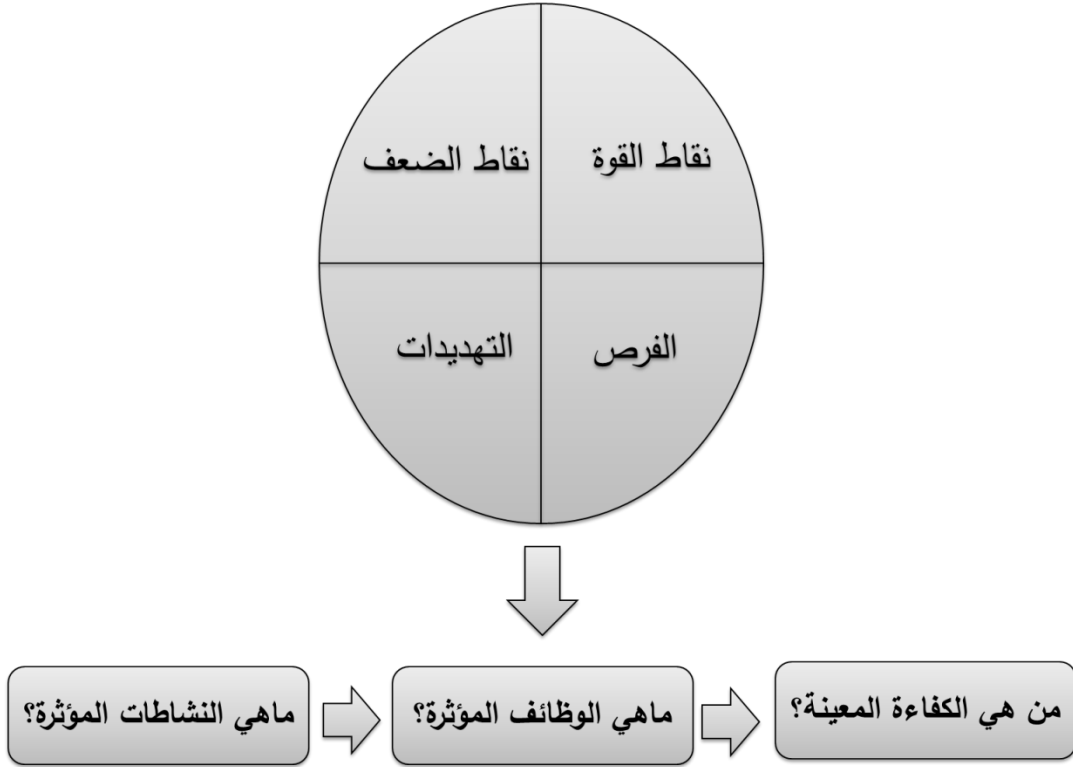 نقاط القوة
نقاط الضعف
الفرص
التهديدات
ماهي النشاطات المؤثرة؟
ماهي الوظائف المؤثرة؟
من هي الكفاءة المعينة؟